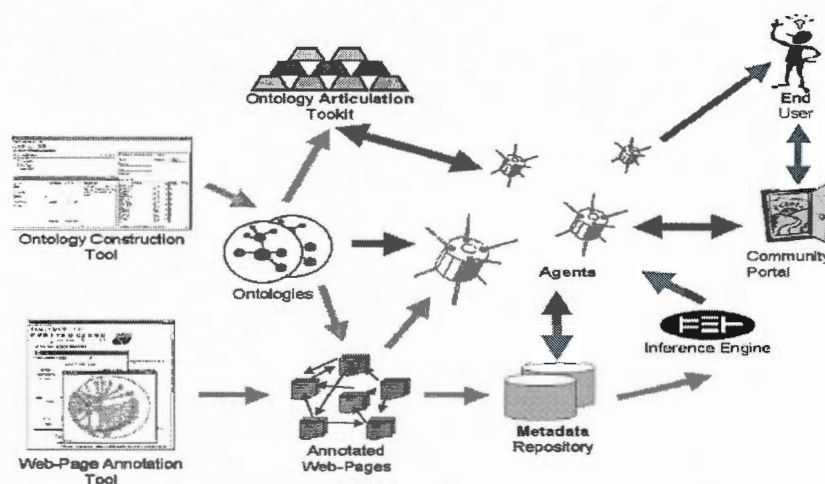 Ontology Articulation
Tookit
End
User
Ontology Construction
Tool
Ontologies
Agents
Community
Portal
Inference Engine
Web-Page Annotation
Tool
Annotated
Web-Pages
Metadata
Repository